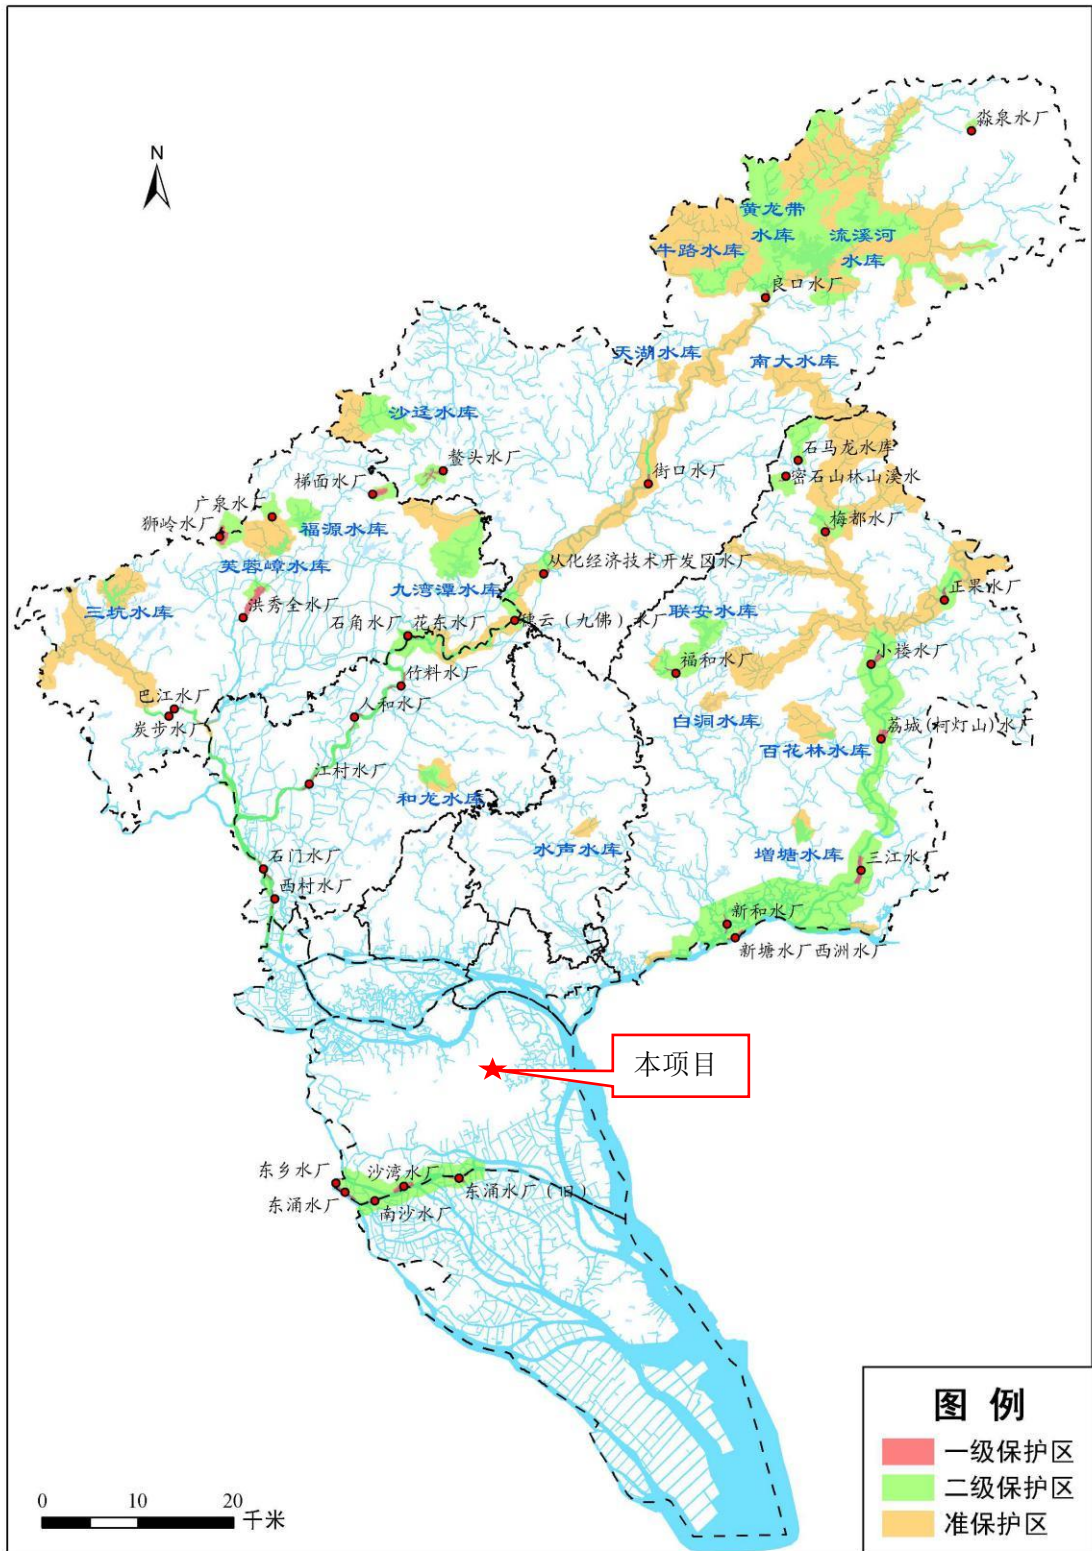 淼泉水厂
N
黄龙带
水库
流溪河
水库
牛路水库
良口水厂
天湖水库
南大水库
沙迳水库
石马龙水库
鳌头水厂
街口水厂
密石山林山溪水
梯面水厂
广泉水厂
梅都水厂
狮岭水厂
福源水库
芙蓉嶂水库
从化经济技术开发区水厂
九湾潭水库
正果水厂
三坑水库
洪秀全水厂
联安水库
石角水厂
花东水厂
穗云（九佛）水厂
小楼水厂
福和水厂
竹料水厂
巴江水厂
人和水厂
炭步水厂
白洞水库
荔城(柯灯山)水厂
百花林水库
江村水厂
和龙水库
水声水库
增塘水库
三江水厂
石门水厂
西村水厂
新和水厂
新塘水厂西洲水厂
本项目
东乡水厂
沙湾水厂
东涌水厂（旧）
东涌水厂
南沙水厂
图 例
一级保护区
二级保护区
准保护区
0 10 20
千米